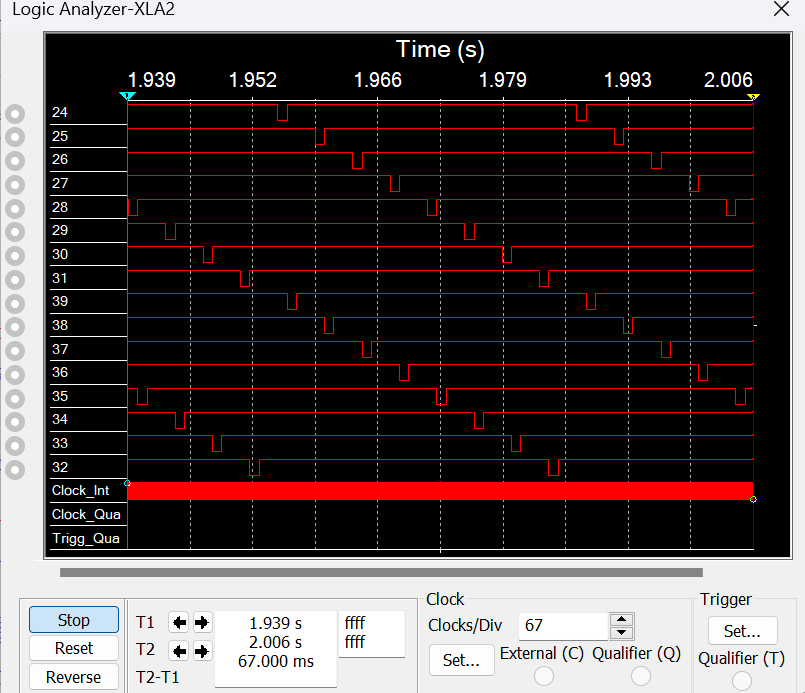 Logic Analyzer-XLA2
Time (s)
1.939 1.952 1.966 1.979 1.993 2.006
24
25
26
27
28
29
30
31
39
38
37
36
35
34
33
32
Clock_Int
Clock_Qua
Trigg_Qua
Stop
Reset
Reverse
T1
T2
T2-T1
1.939 s
2.006 s
67.000 ms
ffff
ffff
Clock
Clocks/Div 67
Set...
External (C) Qualifier (Q)
Trigger
Set...
Qualifier (T)